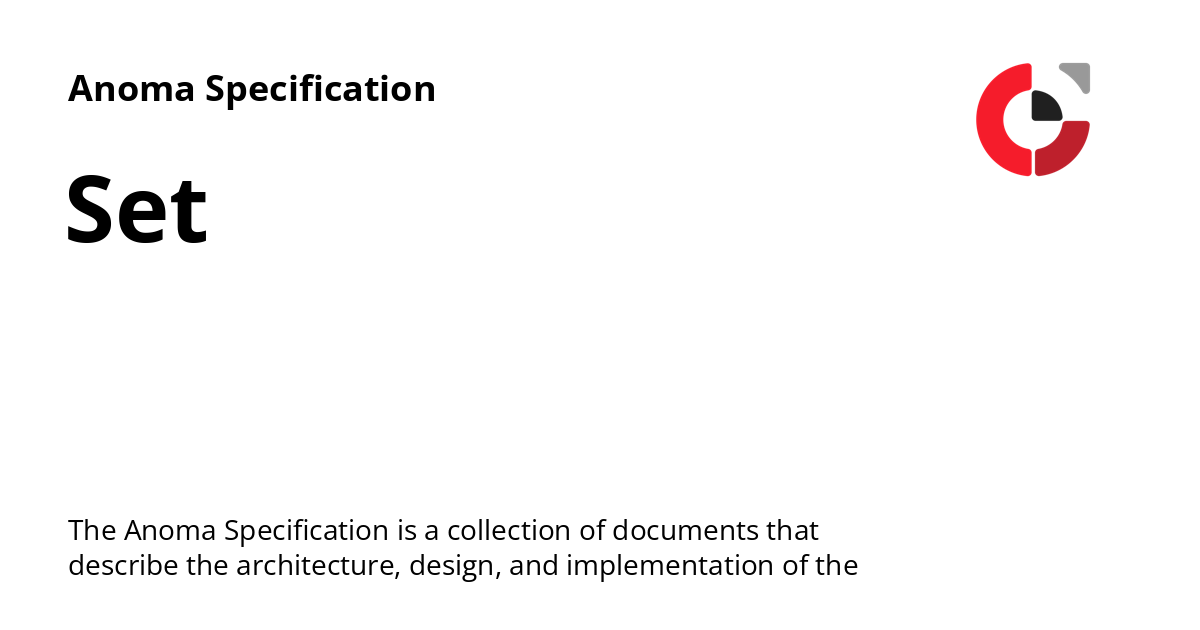 Anoma Specification
Set
The Anoma Specification is a collection of documents that
describe the architecture, design, and implementation of the